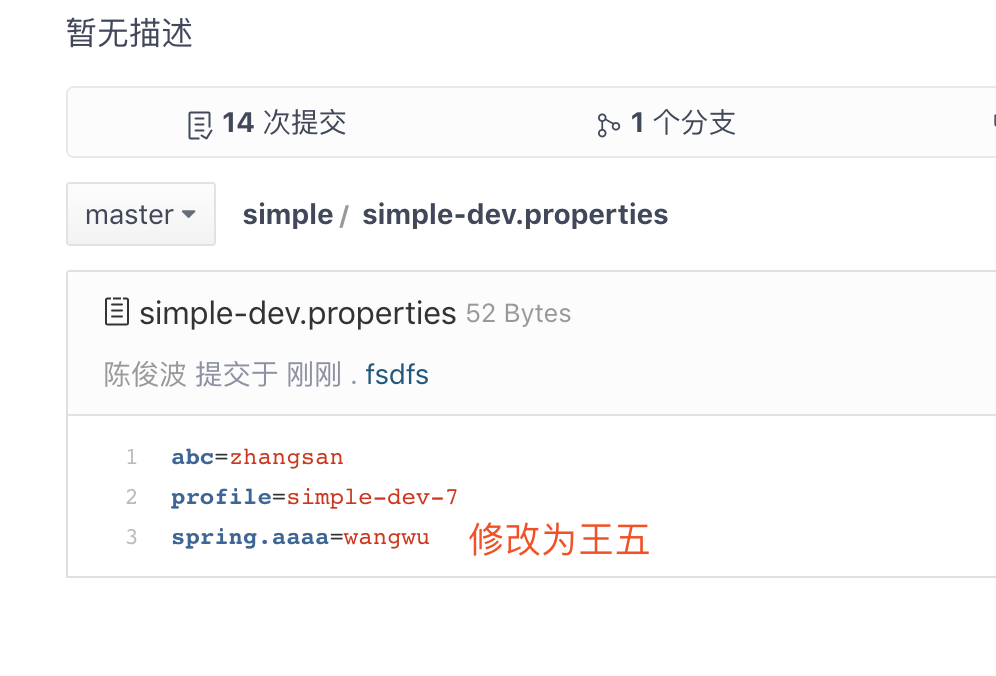 暂无描述
14 次提交 1 个分支
master simple / simple-dev.properties
simple-dev.properties 52 Bytes
陈俊波 提交于 刚刚 . fsdfs
1 abc=zhangsan
2 profile=simple-dev-7
3 spring.aaaa=wangwu 修改为王五